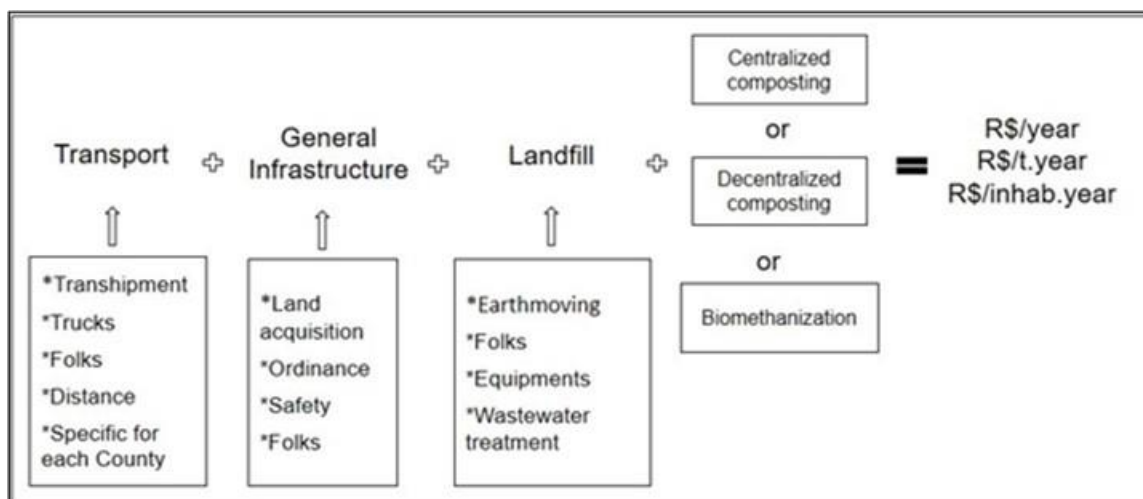 Transport
General
Infrastructure
Landfill
Centralized
composting
or
Decentralized
composting
or
Biomethanization
R$/year
R$/t.year
R$/inhab.year
*Transhipment
*Trucks
*Folks
*Distance
*Specific for
each County
*Land
acquisition
*Ordinance
*Safety
*Folks
*Earthmoving
*Folks
*Equipments
*Wastewater
treatment